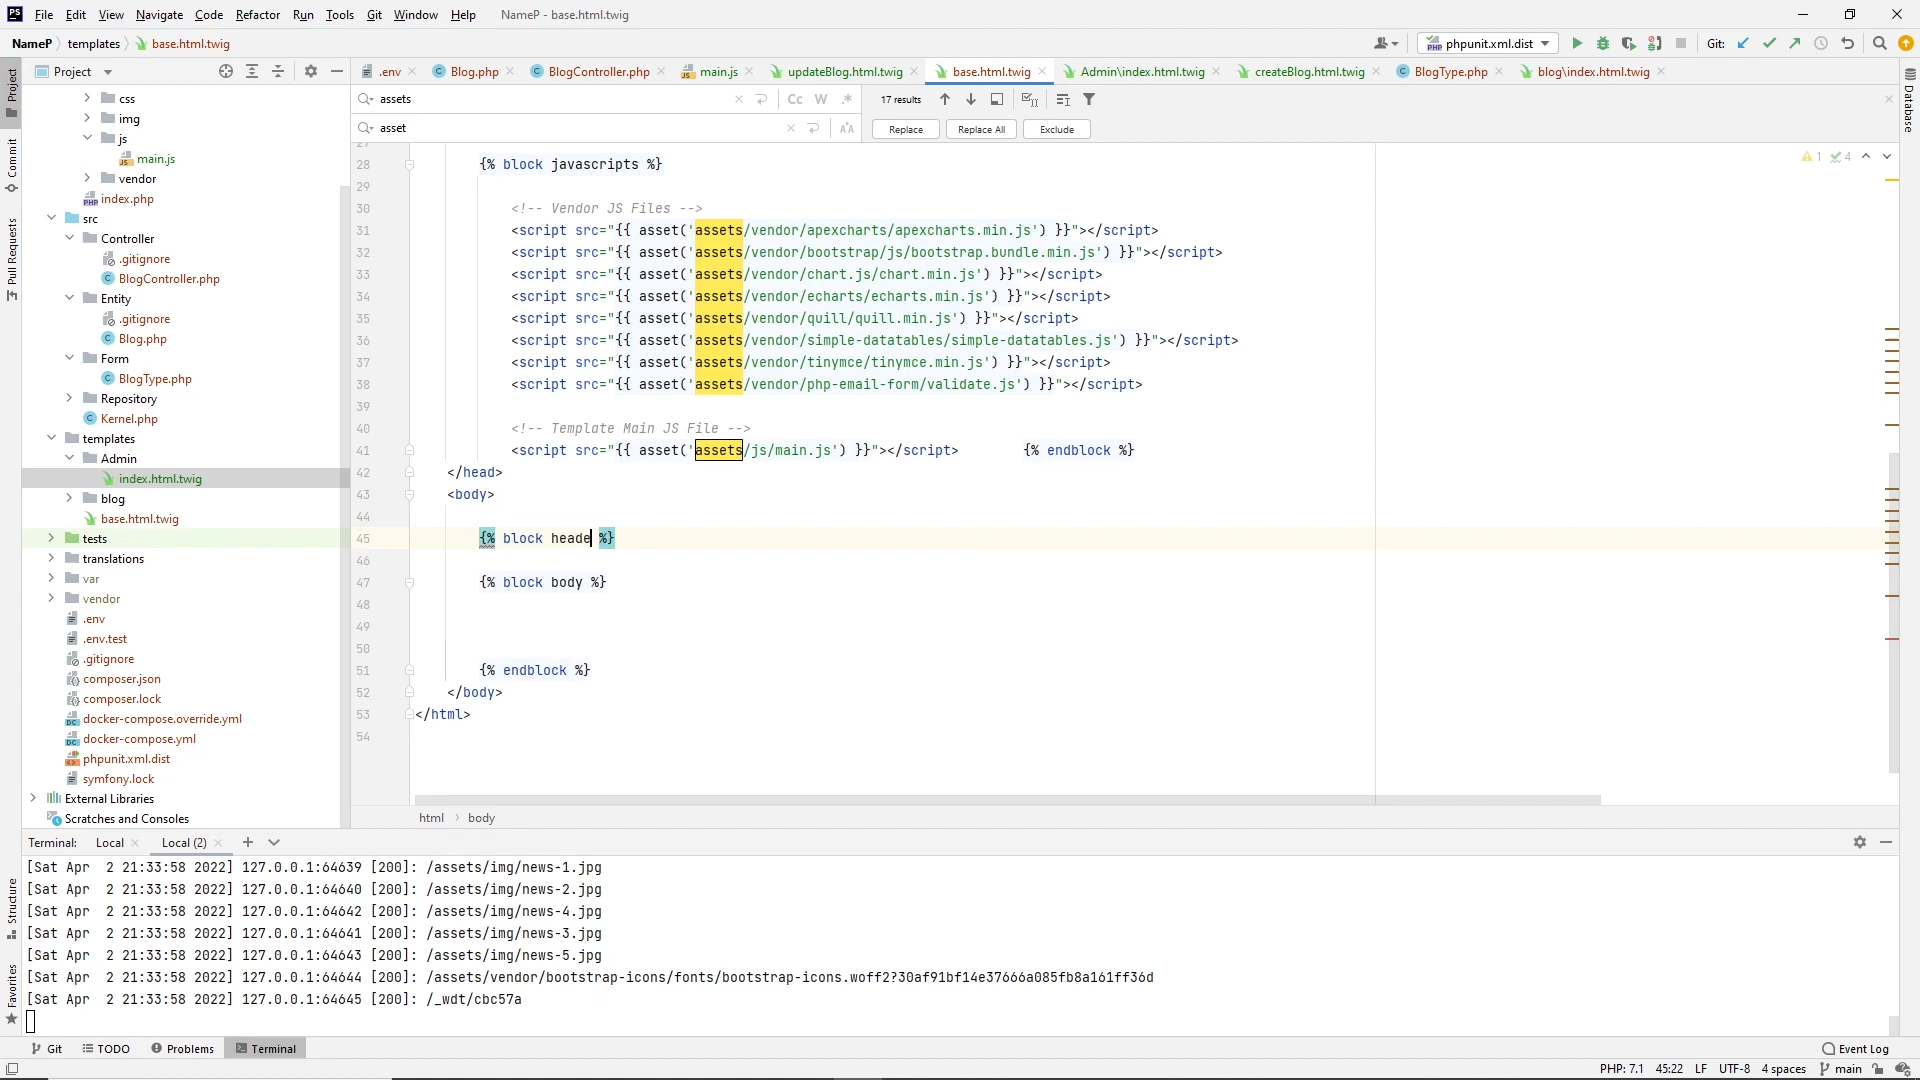 PS File Edit View Navigate Code Refactor Run Tools Git Window Help NameP - base.html.twig
NameP templates base.html.twig
phpunit.xml.dist Git:
Project
.env Blog.php BlogController.php main.js updateBlog.html.twig base.html.twig Admin\index.html.twig createBlog.html.twig BlogType.php blog\index.html.twig
Project
Commit
Pull Requests
Structure
Favorites
Database
css
img
js
main.js
vendor
index.php
src
Controller
.gitignore
BlogController.php
Entity
.gitignore
Blog.php
Form
BlogType.php
Repository
Kernel.php
templates
Admin
index.html.twig
blog
base.html.twig
tests
translations
var
vendor
.env
.env.test
.gitignore
composer.json
composer.lock
docker-compose.override.yml
docker-compose.yml
phpunit.xml.dist
symfony.lock
External Libraries
Scratches and Consoles
assets Cc W .* 17 results
asset Replace Replace All Exclude
1 4
27
28 {% block javascripts %}
29
30 <!-- Vendor JS Files -->
31 <script src="{{ asset('assets/vendor/apexcharts/apexcharts.min.js') }}"></script>
32 <script src="{{ asset('assets/vendor/bootstrap/js/bootstrap.bundle.min.js') }}"></script>
33 <script src="{{ asset('assets/vendor/chart.js/chart.min.js') }}"></script>
34 <script src="{{ asset('assets/vendor/echarts/echarts.min.js') }}"></script>
35 <script src="{{ asset('assets/vendor/quill/quill.min.js') }}"></script>
36 <script src="{{ asset('assets/vendor/simple-datatables/simple-datatables.js') }}"></script>
37 <script src="{{ asset('assets/vendor/tinymce/tinymce.min.js') }}"></script>
38 <script src="{{ asset('assets/vendor/php-email-form/validate.js') }}"></script>
39
40 <!-- Template Main JS File -->
41 <script src="{{ asset('assets/js/main.js') }}"></script> {% endblock %}
42 </head>
43 <body>
44
45 {% block heade %}
46
47 {% block body %}
48
49
50
51 {% endblock %}
52 </body>
53 </html>
54
html body
Terminal: Local Local (2)
[Sat Apr  2 21:33:58 2022] 127.0.0.1:64639 [200]: /assets/img/news-1.jpg
[Sat Apr  2 21:33:58 2022] 127.0.0.1:64640 [200]: /assets/img/news-2.jpg
[Sat Apr  2 21:33:58 2022] 127.0.0.1:64642 [200]: /assets/img/news-4.jpg
[Sat Apr  2 21:33:58 2022] 127.0.0.1:64641 [200]: /assets/img/news-3.jpg
[Sat Apr  2 21:33:58 2022] 127.0.0.1:64643 [200]: /assets/img/news-5.jpg
[Sat Apr  2 21:33:58 2022] 127.0.0.1:64644 [200]: /assets/vendor/bootstrap-icons/fonts/bootstrap-icons.woff2?30af91bf14e37666a085fb8a161ff36d
[Sat Apr  2 21:33:58 2022] 127.0.0.1:64645 [200]: /_wdt/cbc57a
Git TODO Problems Terminal Event Log
PHP: 7.1 45:22 LF UTF-8 4 spaces main